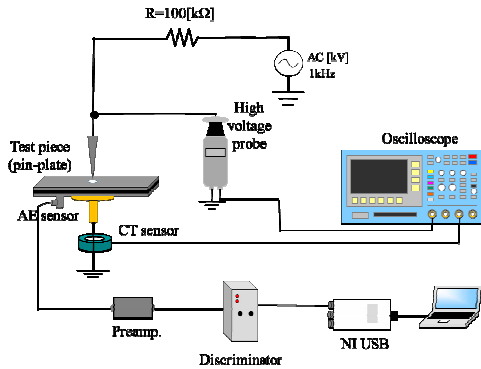 R=100[kΩ]
AC [kV]
1kHz
High
voltage
probe
Oscilloscope
Test piece
(pin-plate)
AE sensor
CT sensor
Preamp.
NI USB
Discriminator